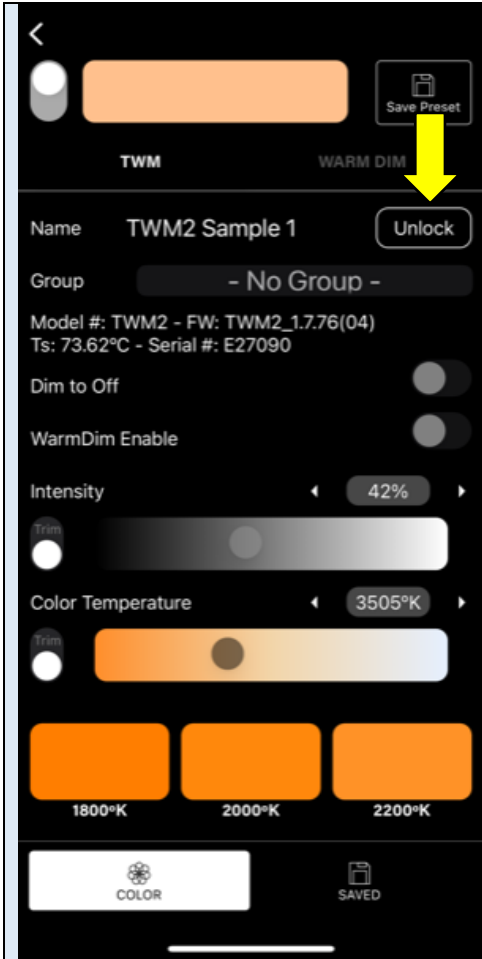 Save Preset
TWM WARM DIM
Name TWM2 Sample 1 Unlock
Group - No Group -
Model #: TWM2 - FW: TWM2_1.7.76(04)
Ts: 73.62°C - Serial #: E27090
Dim to Off
WarmDim Enable
Intensity 42%
Trim
Color Temperature 3505°K
Trim
1800°K 2000°K 2200°K
COLOR SAVED